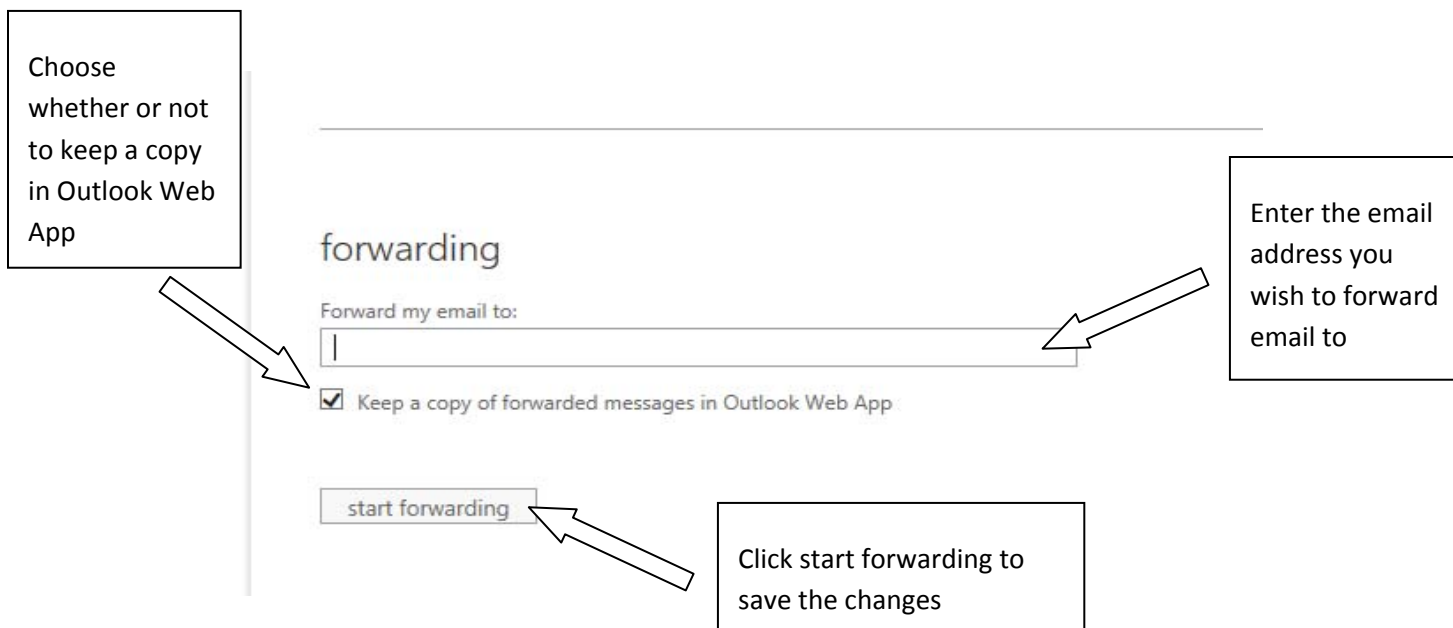 Choose
whether or not
to keep a copy
in Outlook Web
App
Enter the email
address you
wish to forward
email to
forwarding
Forward my email to:
Keep a copy of forwarded messages in Outlook Web App
start forwarding
Click start forwarding to
save the changes